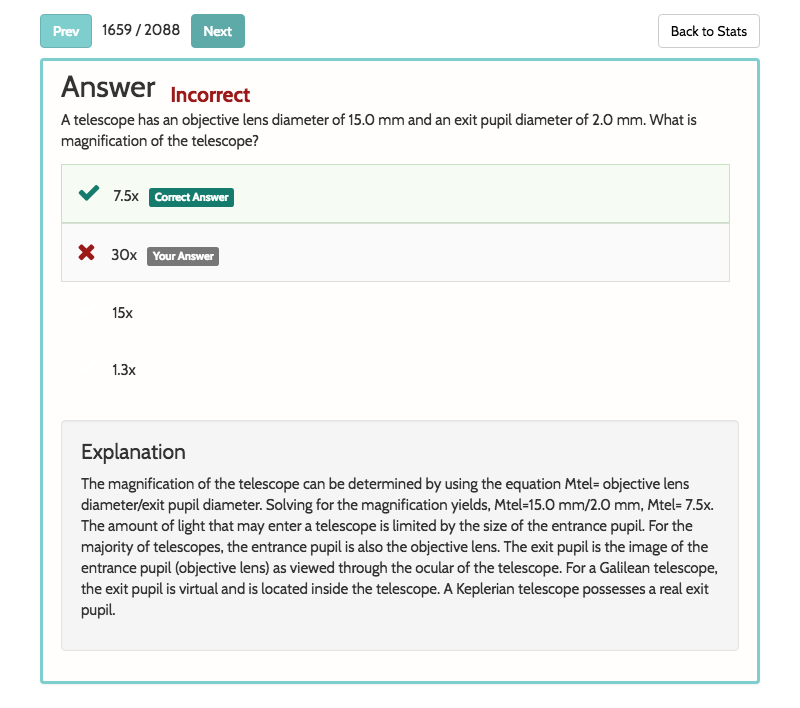 Prev 1659 / 2088 Next Back to Stats
Answer Incorrect
A telescope has an objective lens diameter of 15.0 mm and an exit pupil diameter of 2.0 mm. What is
magnification of the telescope?
7.5x Correct Answer
30x Your Answer
15x
1.3x
Explanation
The magnification of the telescope can be determined by using the equation Mtel= objective lens
diameter/exit pupil diameter. Solving for the magnification yields, Mtel=15.0 mm/2.0 mm, Mtel= 7.5x.
The amount of light that may enter a telescope is limited by the size of the entrance pupil. For the
majority of telescopes, the entrance pupil is also the objective lens. The exit pupil is the image of the
entrance pupil (objective lens) as viewed through the ocular of the telescope. For a Galilean telescope,
the exit pupil is virtual and is located inside the telescope. A Keplerian telescope possesses a real exit
pupil.